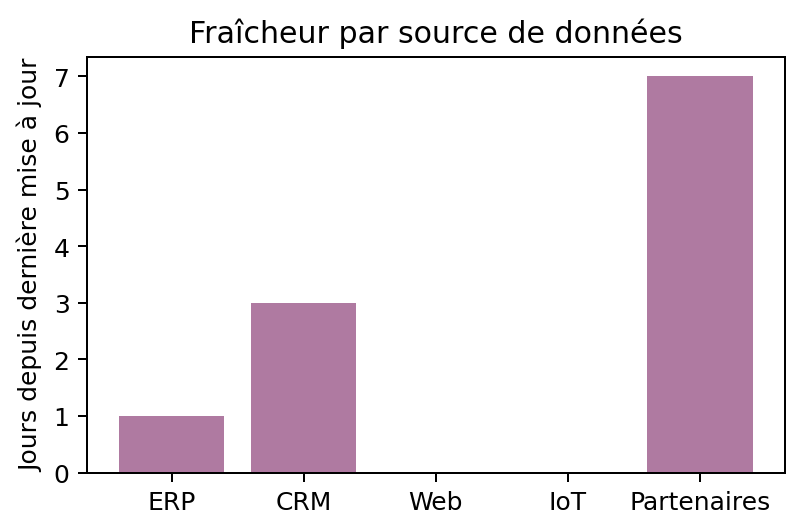 Fraîcheur par source de données
Jours depuis dernière mise à jour
7
6
5
4
3
2
1
0
ERP
CRM
Web
IoT
Partenaires